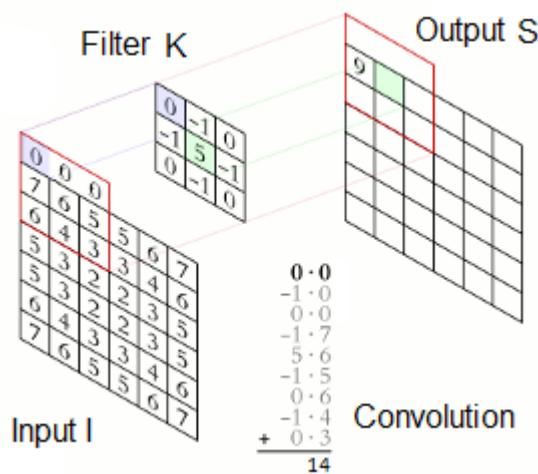 Filter K
Output S
0 -1 0
-1 5 -1
0 -1 0
9
0 0 0
7 6 5 5 6 7
6 4 3 3 4 6
5 3 2 2 3 5
5 3 2 2 3 5
6 4 3 3 4 6
7 6 5 5 6 7
Input I
0 · 0
-1 · 0
0 · 0
-1 · 7
5 · 6
-1 · 5
0 · 6
-1 · 4
+ 0 · 3
14
Convolution